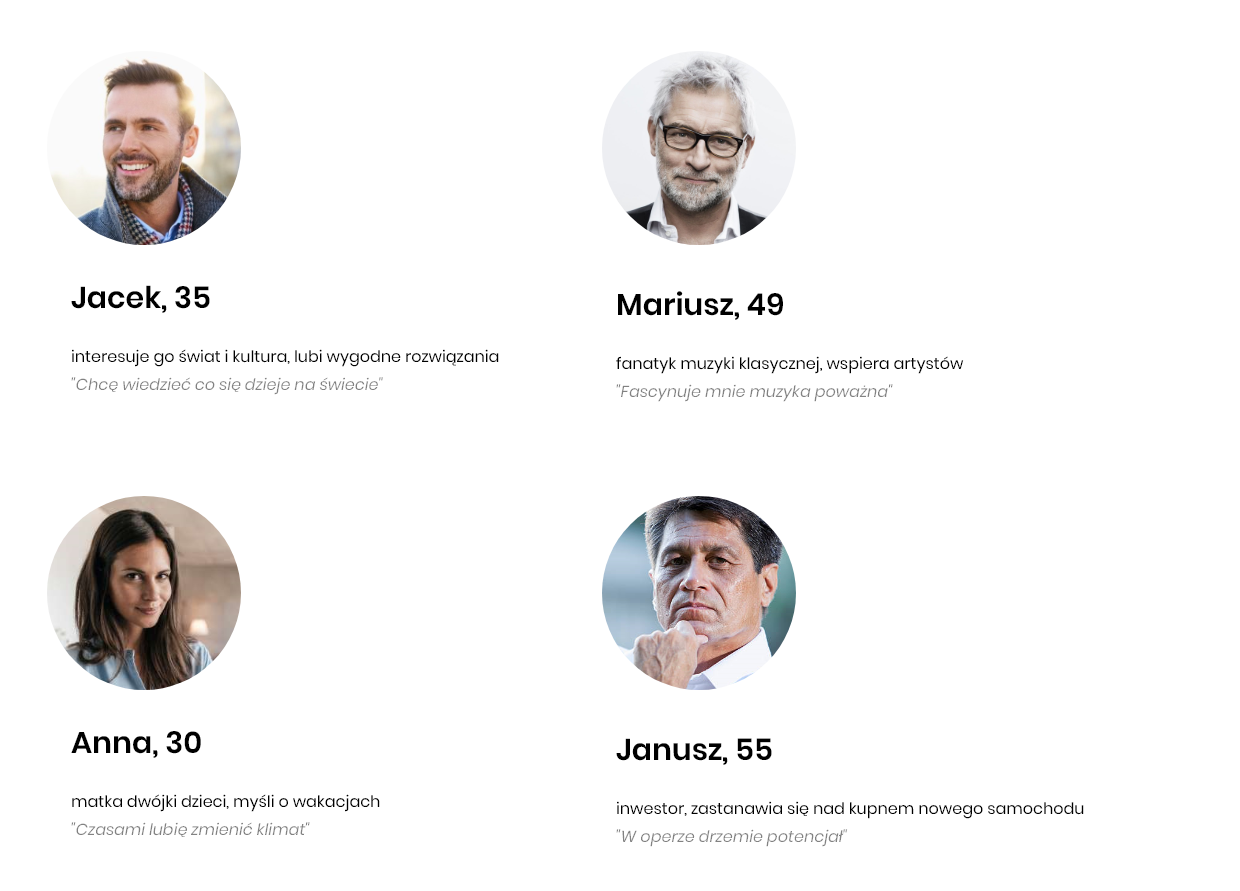 Jacek, 35
interesuje go świat i kultura, lubi wygodne rozwiązania
"Chcę wiedzieć co się dzieje na świecie"
Mariusz, 49
fanatyk muzyki klasycznej, wspiera artystów
"Fascynuje mnie muzyka poważna"
Anna, 30
matka dwójki dzieci, myśli o wakacjach
"Czasami lubię zmienić klimat"
Janusz, 55
inwestor, zastanawia się nad kupnem nowego samochodu
"W operze drzemie potencjał"